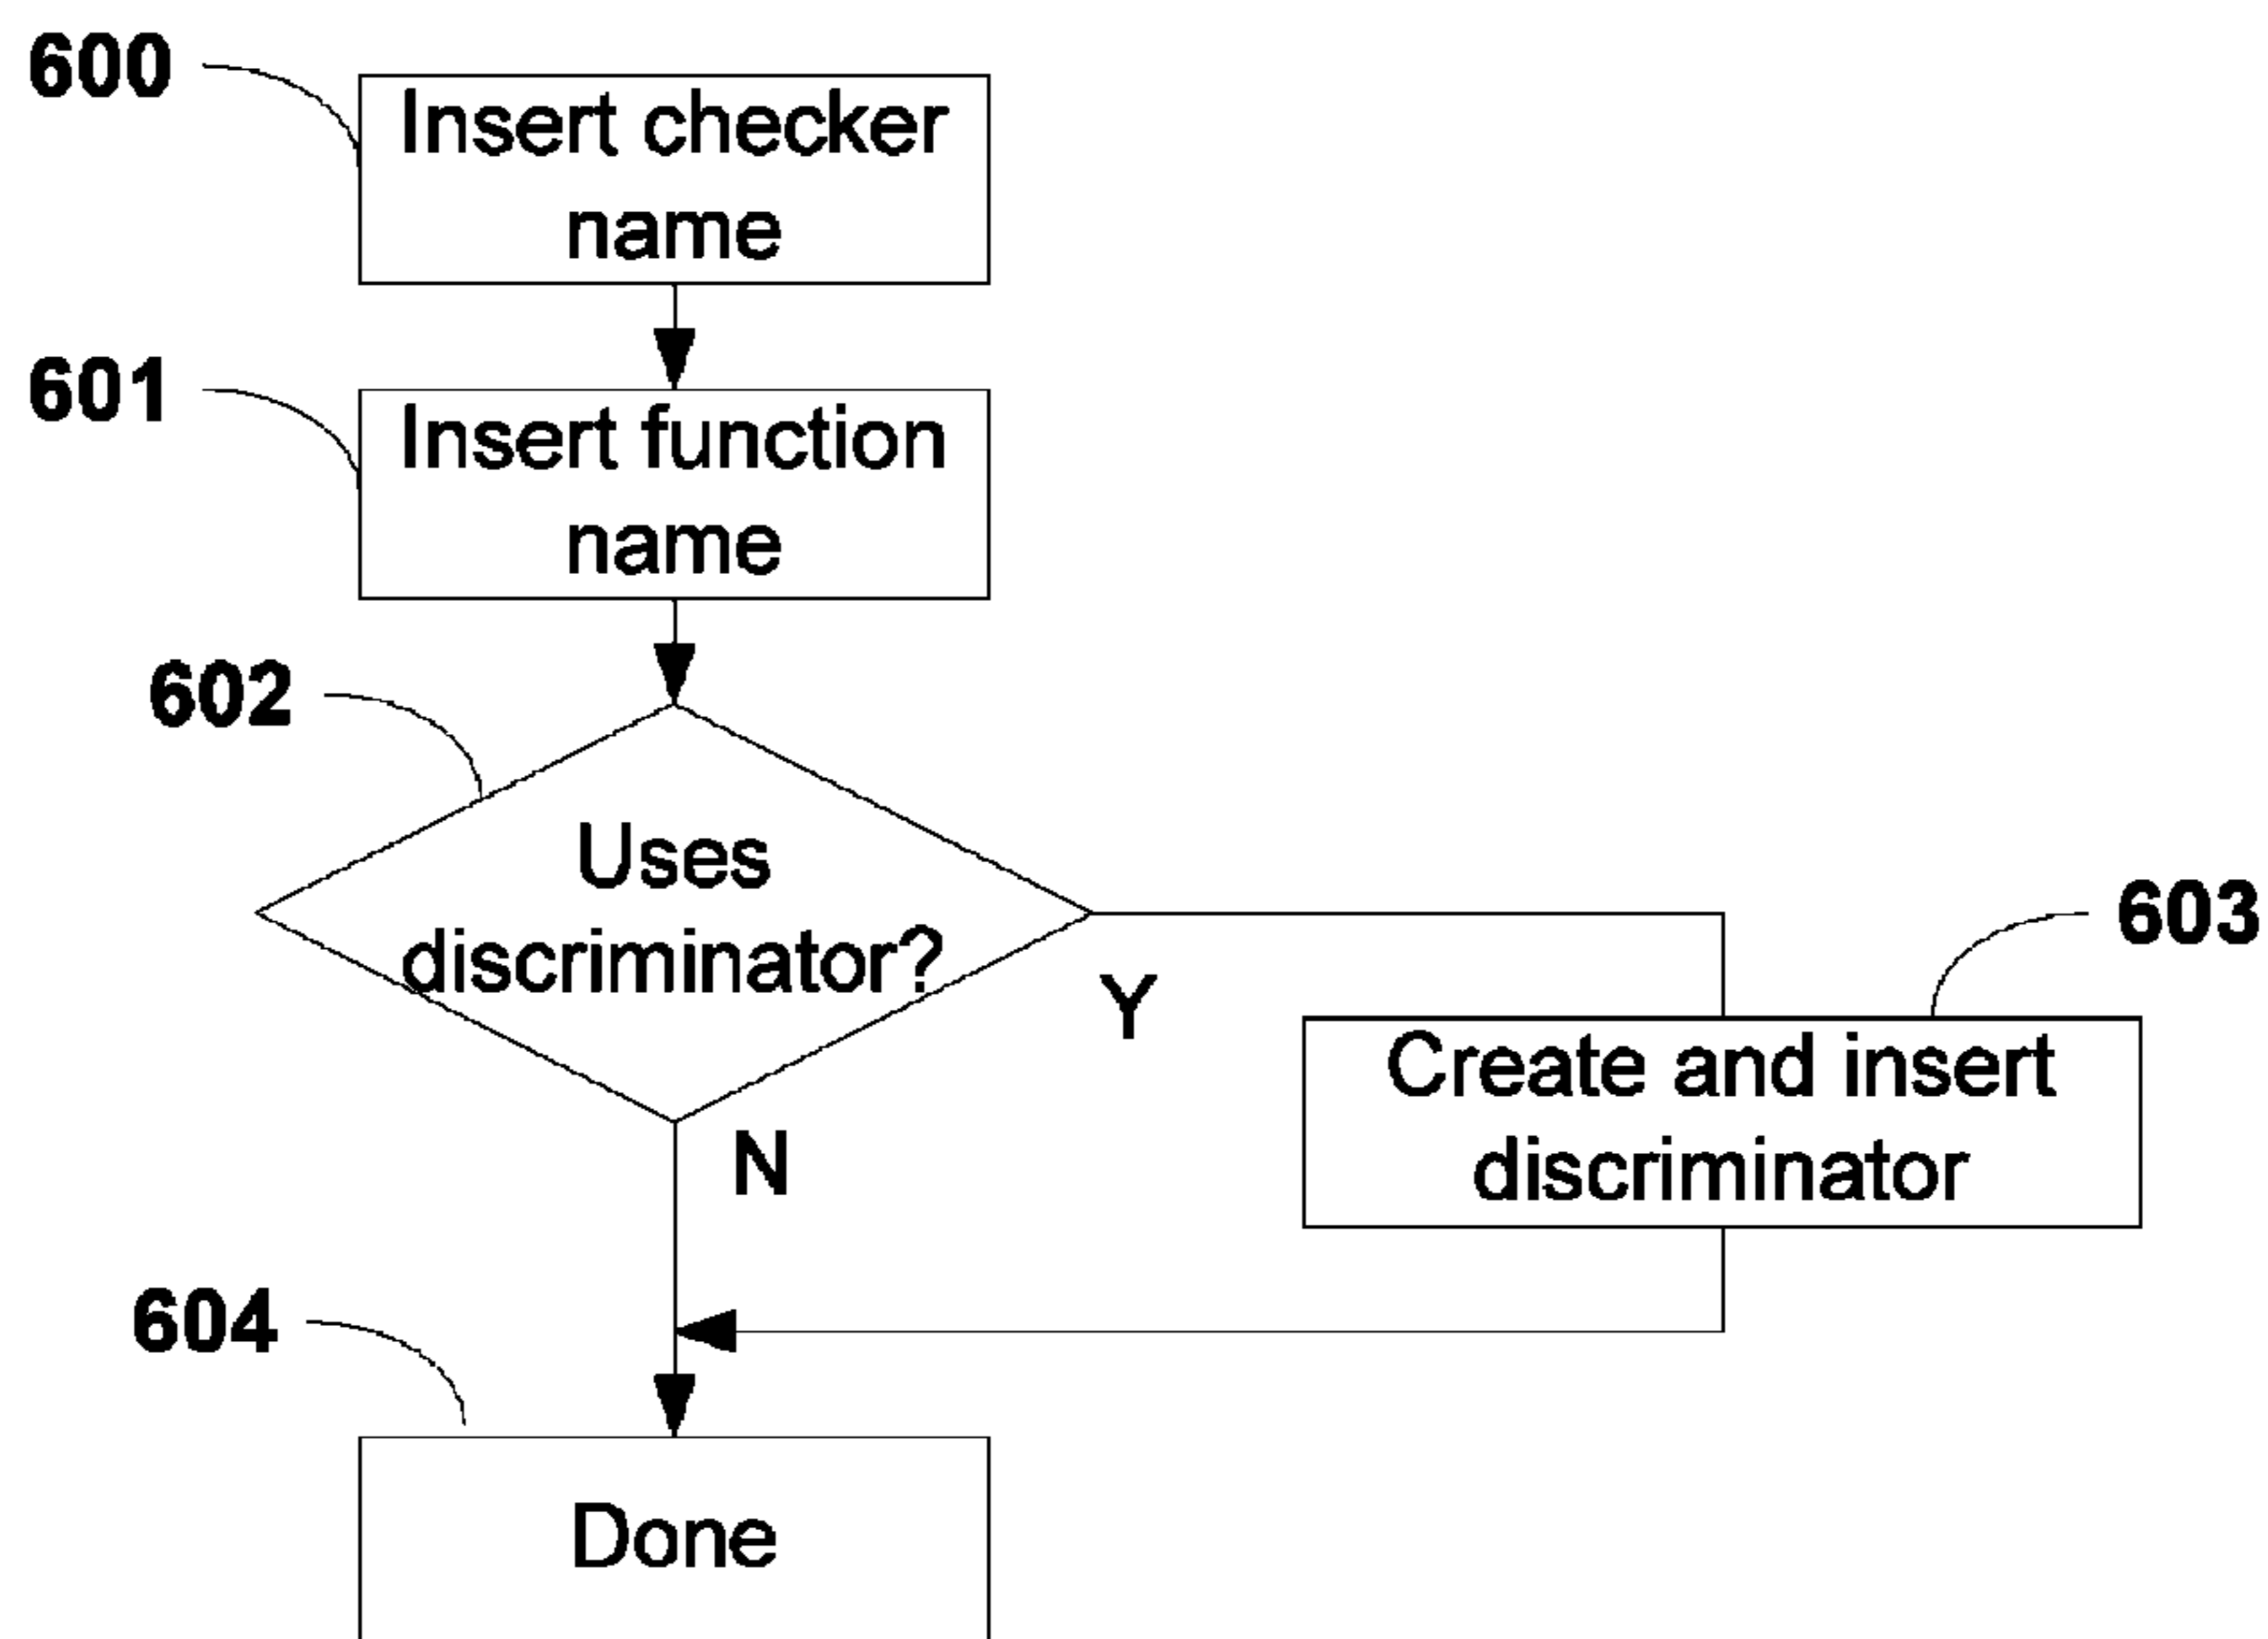 600
Insert checker
name
601
Insert function
name
602
Uses
discriminator?
Y
603
Create and insert
discriminator
N
604
Done